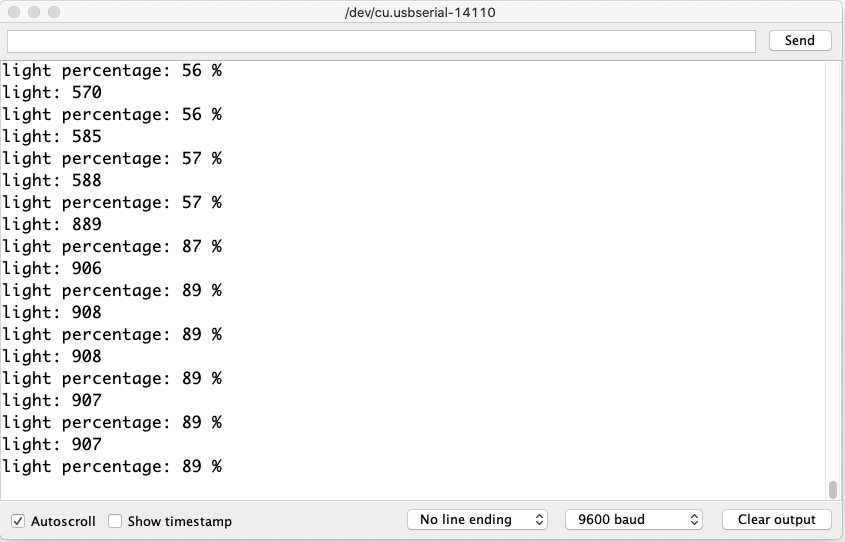 /dev/cu.usbserial-14110
Send
light percentage: 56 %
light: 570
light percentage: 56 %
light: 585
light percentage: 57 %
light: 588
light percentage: 57 %
light: 889
light percentage: 87 %
light: 906
light percentage: 89 %
light: 908
light percentage: 89 %
light: 908
light percentage: 89 %
light: 907
light percentage: 89 %
light: 907
light percentage: 89 %
Autoscroll Show timestamp No line ending 9600 baud Clear output